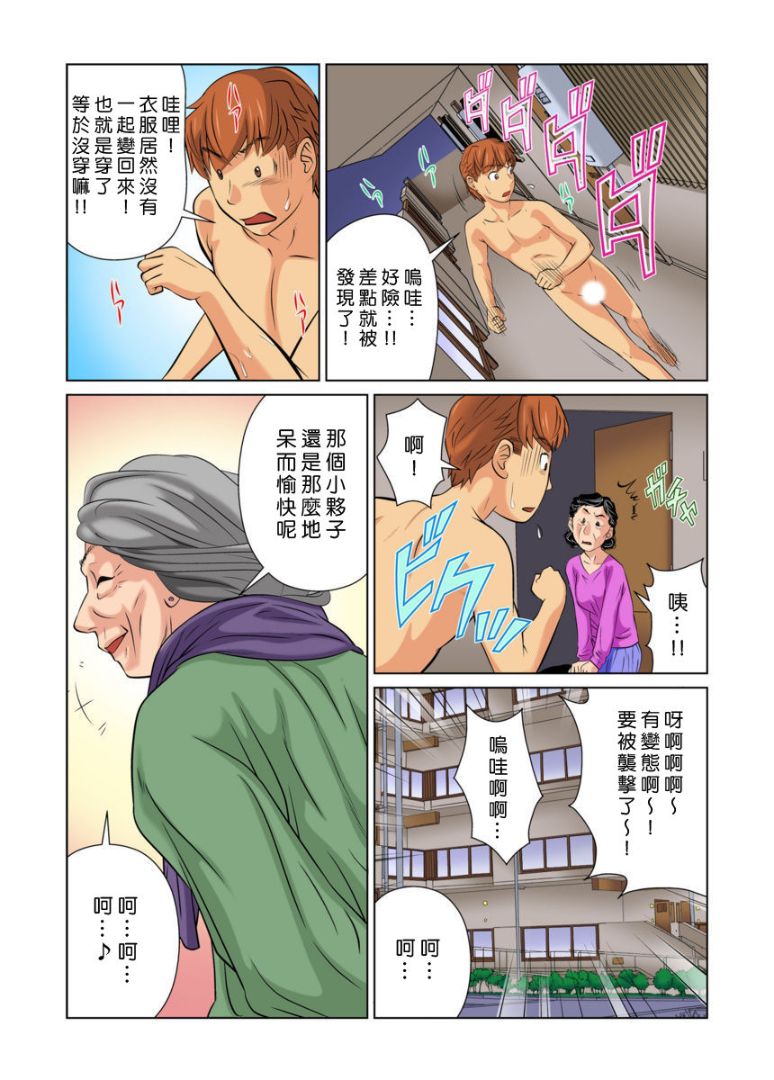 嗚哇…
好險…!!
差點就被
發現了！
ダダダダ
哇哩！
衣服居然沒有
一起變回來！
也就是穿了
等於沒穿嘛!!
啊！
ガチャ
ビクッ
咦…!!
呀啊啊啊～
有變態啊～!
要被襲擊了～!
嗚哇啊啊…
呵…
呵…
那個小夥子
還是那麼地
呆而愉快呢
呵…呵…
呵…♪